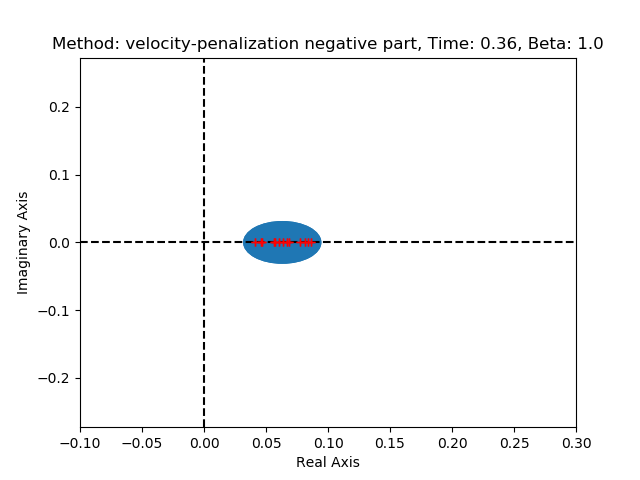 Method: velocity-penalization negative part, Time: 0.36, Beta: 1.0
Imaginary Axis
0.2
0.1
0.0
−0.1
−0.2
−0.10 −0.05 0.00 0.05 0.10 0.15 0.20 0.25 0.30
Real Axis